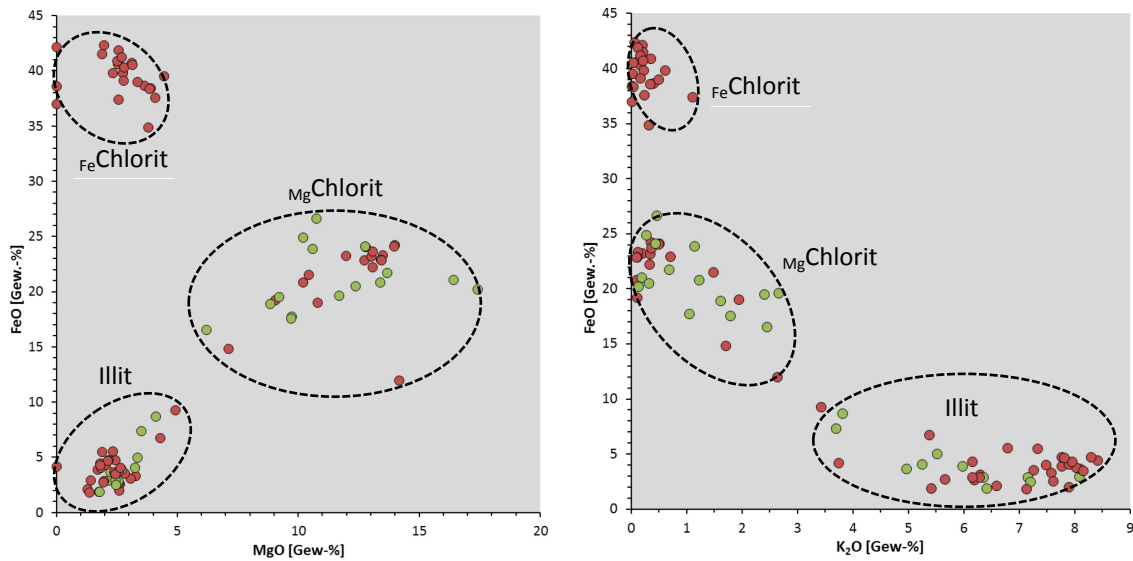 45
40
35
30
25
20
15
10
5
0
FeO [Gew.-%]
FeChlorit
MgChlorit
Illit
0 5 10 15 20
MgO [Gew-%]
45
40
35
30
25
20
15
10
5
0
FeO [Gew.-%]
FeChlorit
MgChlorit
Illit
0 1 2 3 4 5 6 7 8 9
K2O [Gew-%]